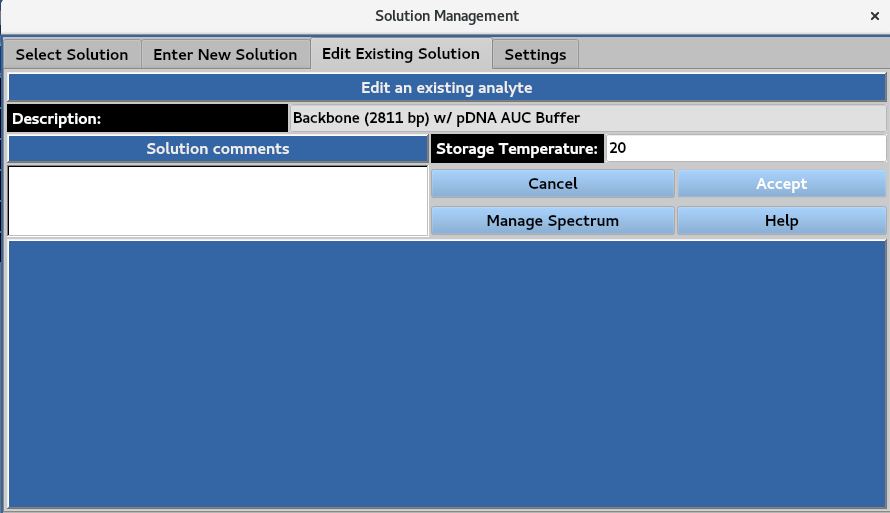 Solution Management
×
Select Solution Enter New Solution Edit Existing Solution Settings
Edit an existing analyte
Description: Backbone (2811 bp) w/ pDNA AUC Buffer
Solution comments Storage Temperature: 20
Cancel Accept
Manage Spectrum Help